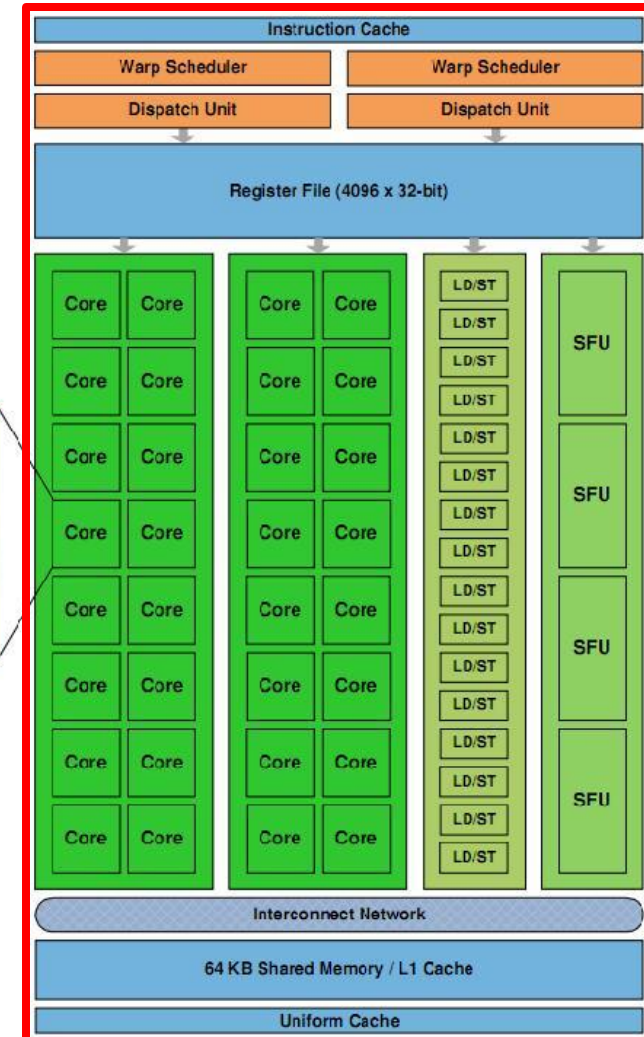 Instruction Cache
Warp Scheduler Warp Scheduler
Dispatch Unit Dispatch Unit
Register File (4096 x 32-bit)
LD/ST
Core Core Core Core
LD/ST
SFU
LD/ST
Core Core Core Core
LD/ST
LD/ST
Core Core Core Core
LD/ST
SFU
LD/ST
Core Core Core Core
LD/ST
LD/ST
Core Core Core Core
LD/ST
SFU
LD/ST
Core Core Core Core
LD/ST
LD/ST
Core Core Core Core
LD/ST
SFU
LD/ST
Core Core Core Core
LD/ST
Interconnect Network
64 KB Shared Memory / L1 Cache
Uniform Cache